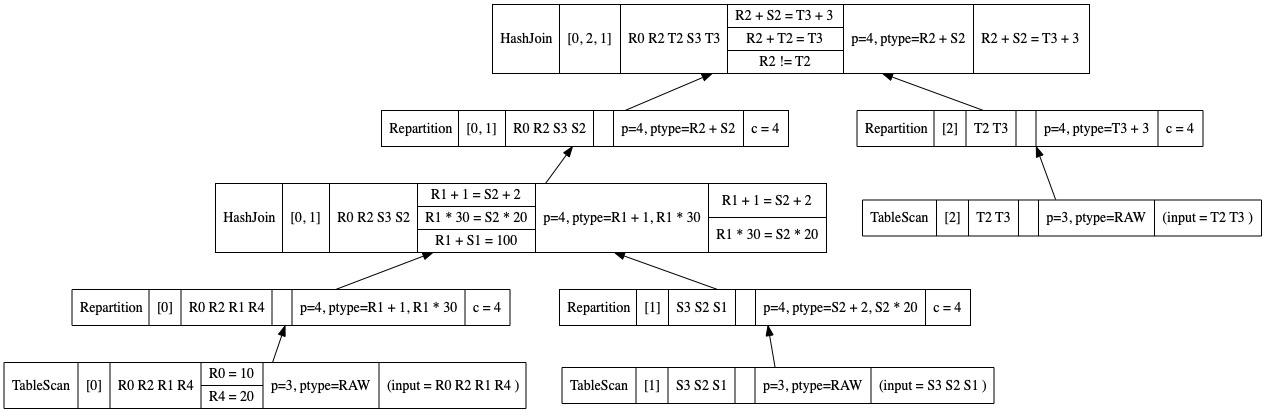 HashJoin [0, 2, 1] R0 R2 T2 S3 T3 R2 + S2 = T3 + 3 p=4, ptype=R2 + S2 R2 + S2 = T3 + 3
R2 + T2 = T3
R2 != T2
Repartition [0, 1] R0 R2 S3 S2 p=4, ptype=R2 + S2 c = 4
Repartition [2] T2 T3 p=4, ptype=T3 + 3 c = 4
HashJoin [0, 1] R0 R2 S3 S2 R1 + 1 = S2 + 2 p=4, ptype=R1 + 1, R1 * 30 R1 + 1 = S2 + 2
R1 * 30 = S2 * 20 R1 * 30 = S2 * 20
R1 + S1 = 100
TableScan [2] T2 T3 p=3, ptype=RAW (input = T2 T3 )
Repartition [0] R0 R2 R1 R4 p=4, ptype=R1 + 1, R1 * 30 c = 4
Repartition [1] S3 S2 S1 p=4, ptype=S2 + 2, S2 * 20 c = 4
TableScan [0] R0 R2 R1 R4 R0 = 10 p=3, ptype=RAW (input = R0 R2 R1 R4 )
R4 = 20
TableScan [1] S3 S2 S1 p=3, ptype=RAW (input = S3 S2 S1 )